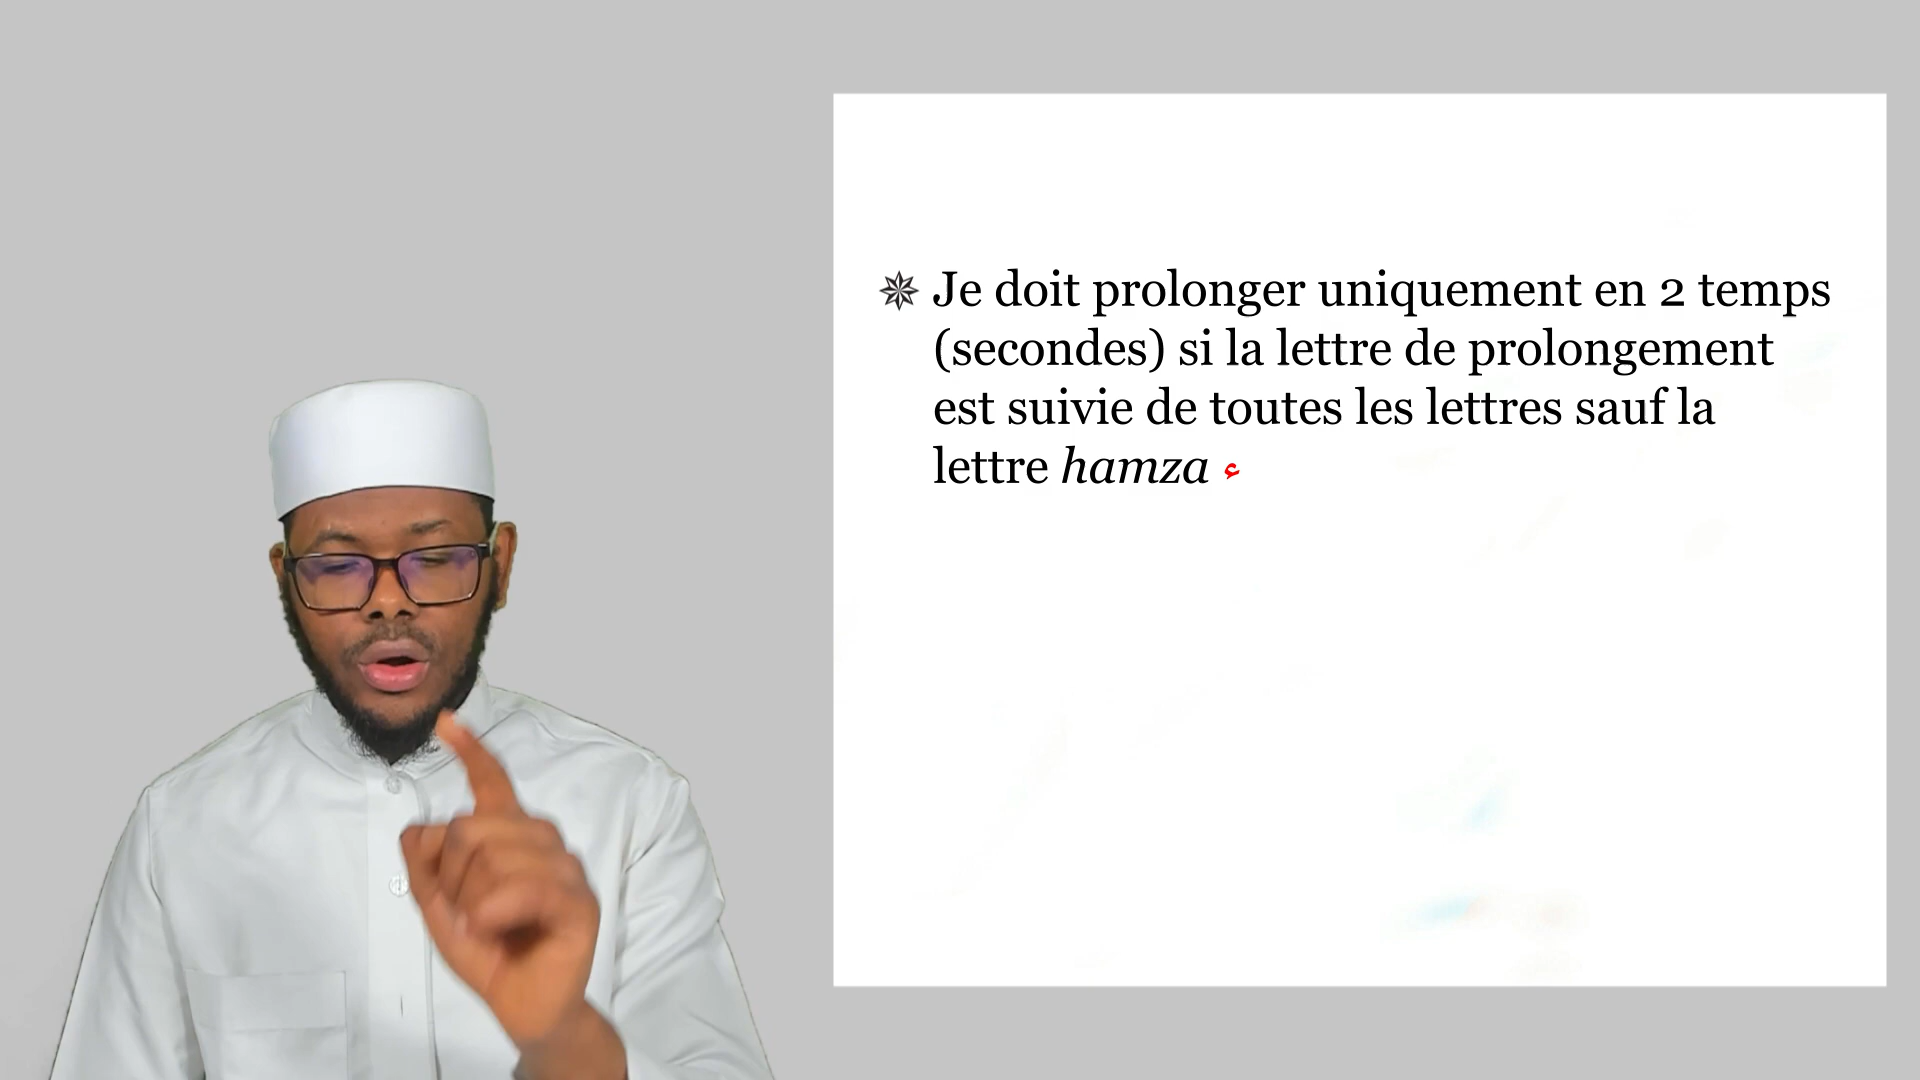 Je doit prolonger uniquement en 2 temps
(secondes) si la lettre de prolongement
est suivie de toutes les lettres sauf la
lettre hamza ء